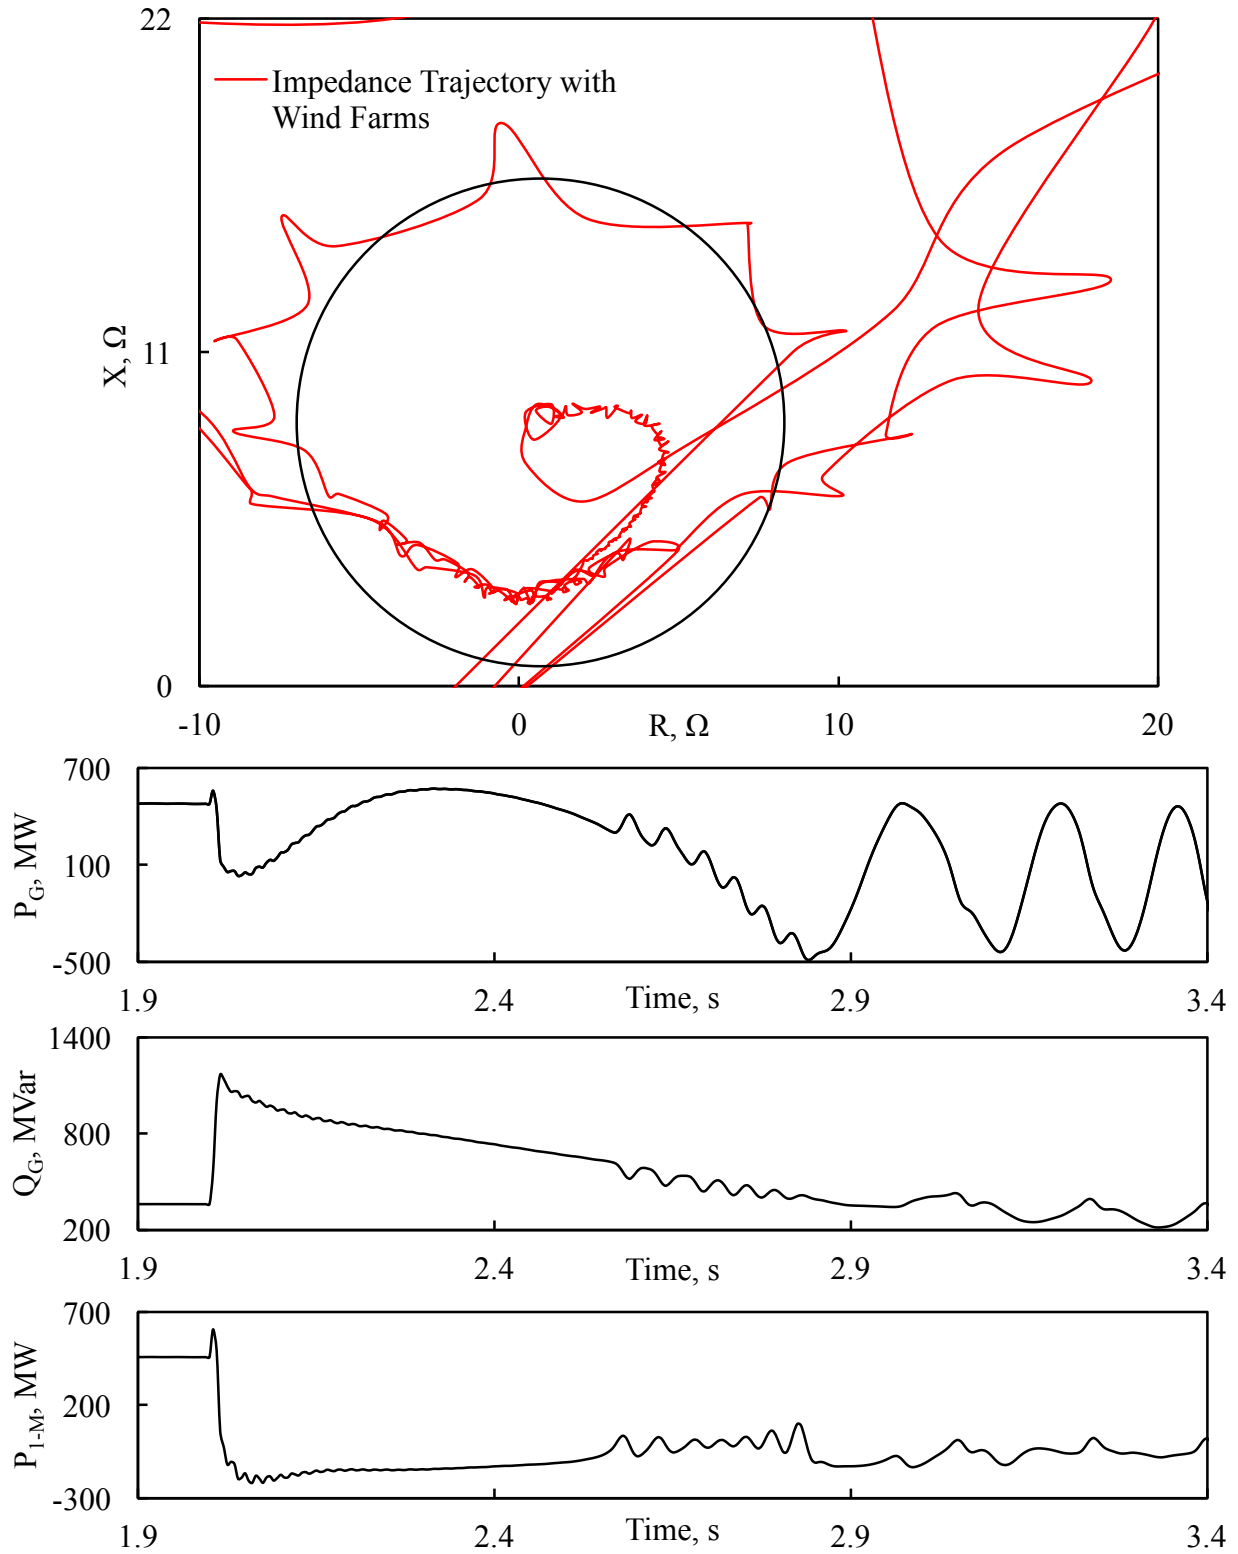 22
Impedance Trajectory with
Wind Farms
X, Ω
11
0
-10 0 R, Ω 10 20
700
P_G, MW
100
-500
1.9 2.4 Time, s 2.9 3.4
1400
Q_G, MVar
800
200
1.9 2.4 Time, s 2.9 3.4
700
P_1-M, MW
200
-300
1.9 2.4 Time, s 2.9 3.4